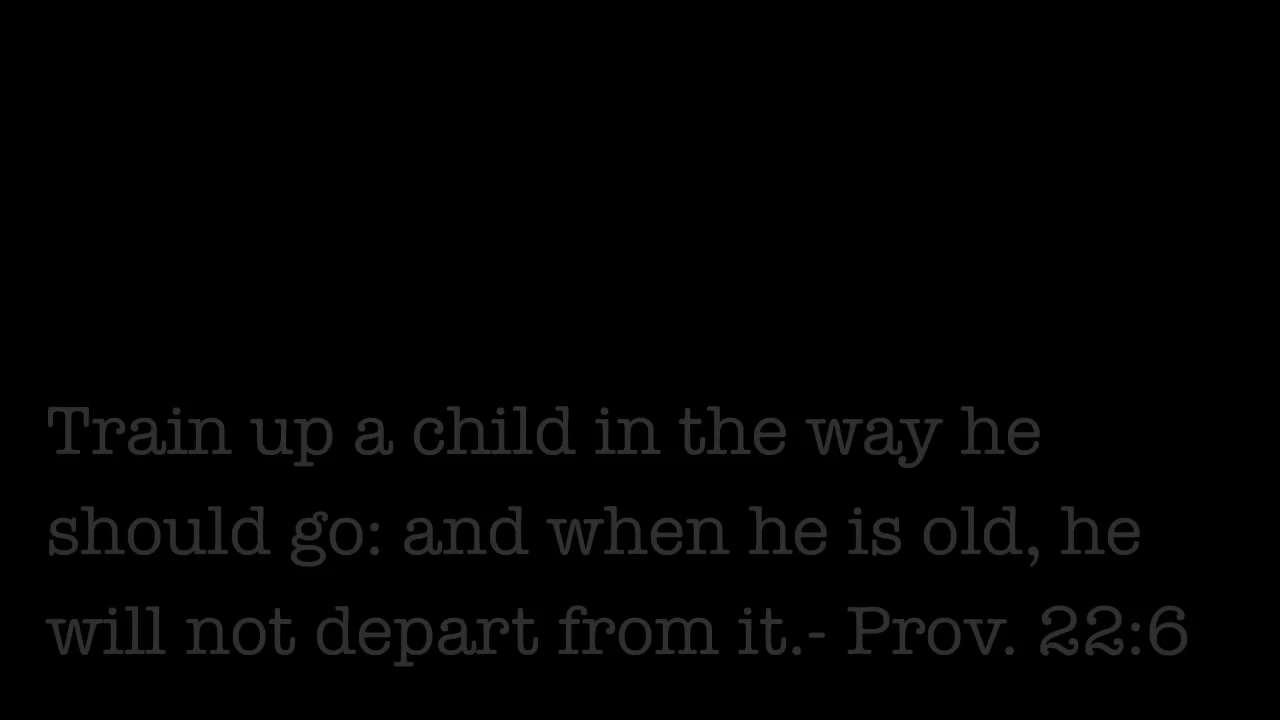 Train up a child in the way he
should go: and when he is old, he
will not depart from it.- Prov. 22:6